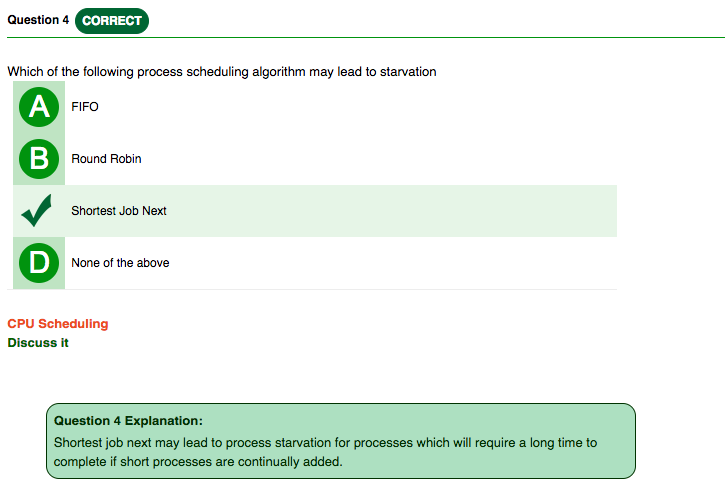 Question 4 CORRECT
Which of the following process scheduling algorithm may lead to starvation
A FIFO
B Round Robin
Shortest Job Next
D None of the above
CPU Scheduling
Discuss it
Question 4 Explanation:
Shortest job next may lead to process starvation for processes which will require a long time to
complete if short processes are continually added.